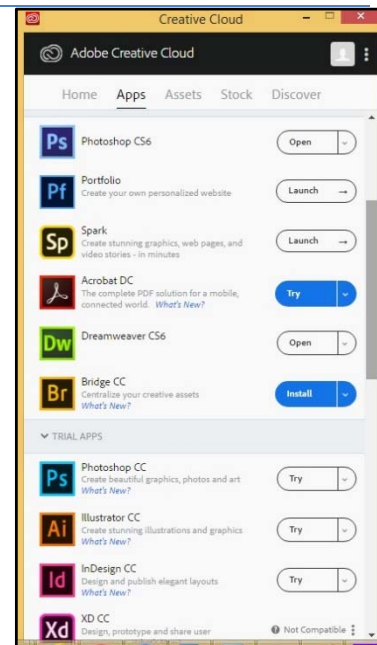 Creative Cloud
Adobe Creative Cloud
Home Apps Assets Stock Discover
Ps Photoshop CS6 Open
Pf Portfolio
Create your own personalized website
Launch →
Sp Spark
Create stunning graphics, web pages, and
video stories - in minutes
Launch →
Acrobat DC
The complete PDF solution for a mobile,
connected world. What's New?
Try
Dw Dreamweaver CS6 Open
Br Bridge CC
Centralize your creative assets
What's New?
Install
TRIAL APPS
Ps Photoshop CC
Create beautiful graphics, photos and art
What's New?
Try
Ai Illustrator CC
Create stunning illustrations and graphics
What's New?
Try
Id InDesign CC
Design and publish elegant layouts
What's New?
Try
Xd XD CC
Design, prototype and share user
Not Compatible